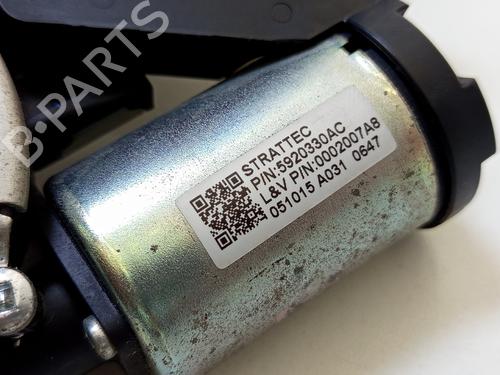 B-PARTS
STRATTEC
P/N:5920330AC
L&V P/N:0002007A8
051015 A031 0647